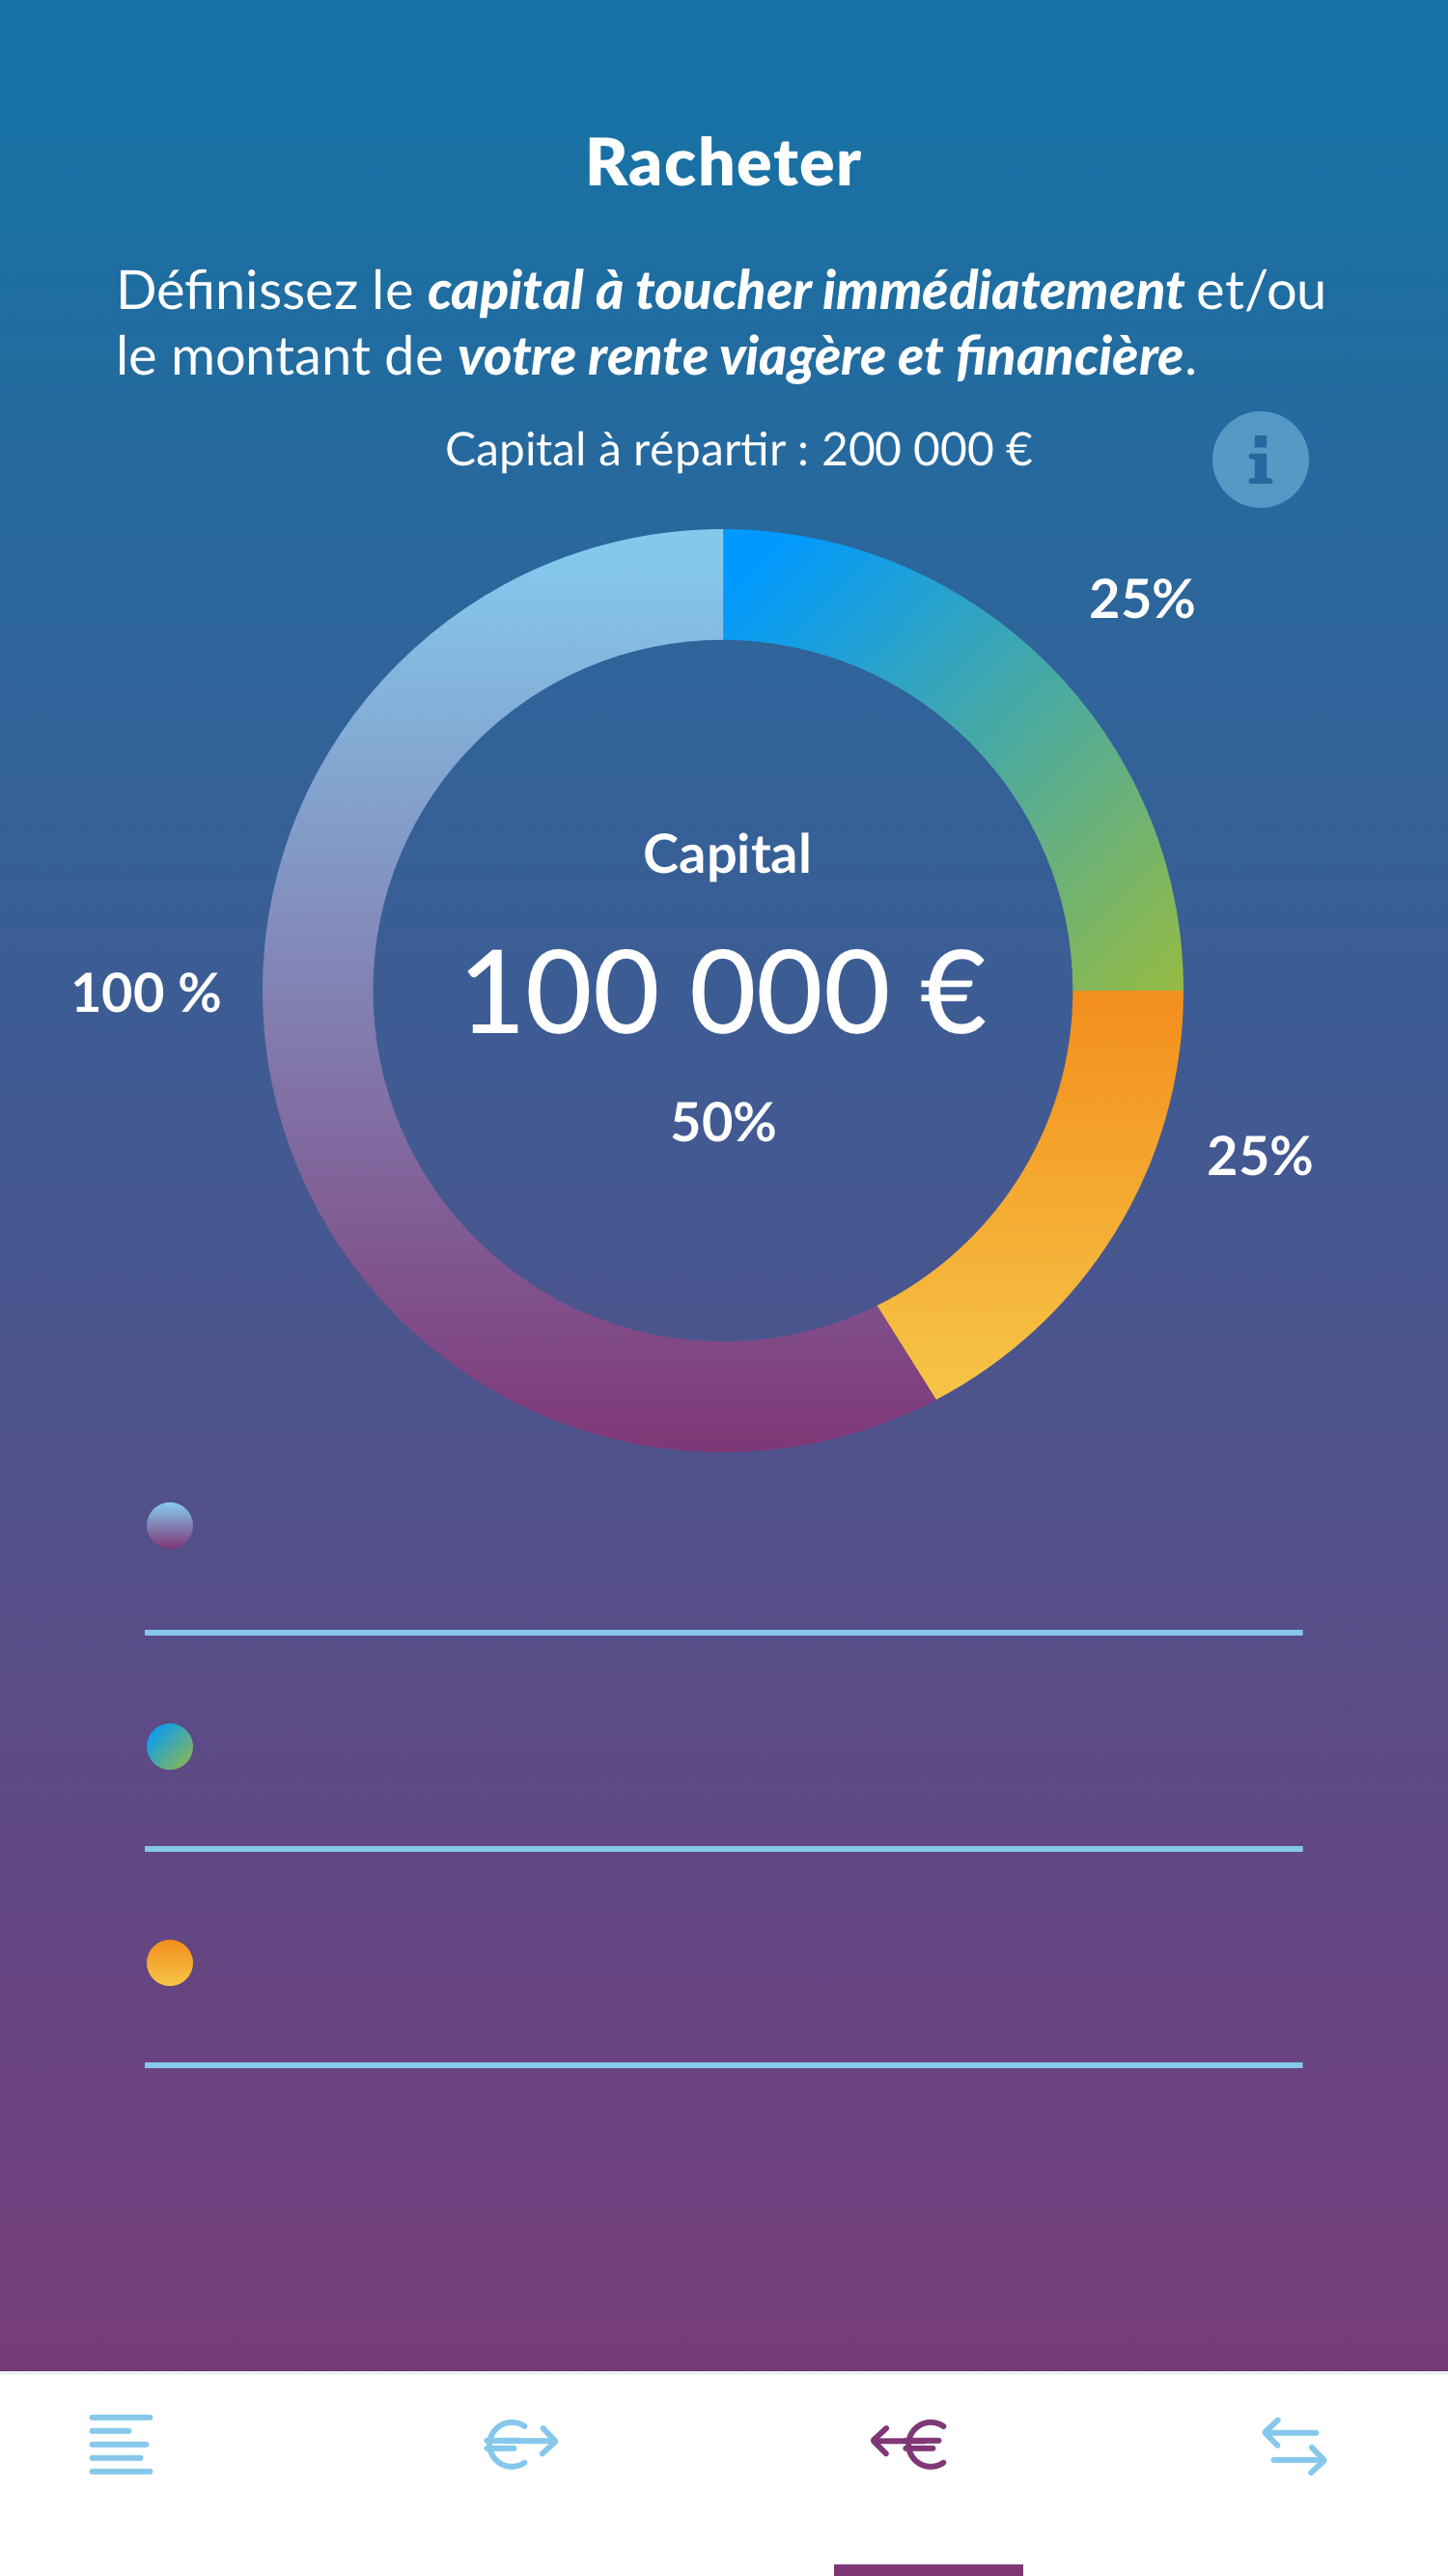 Racheter
Définissez le capital à toucher immédiatement et/ou
le montant de votre rente viagère et financière.
Capital à répartir : 200 000 €
i
25%
Capital
100 000 €
100 %
50%
25%